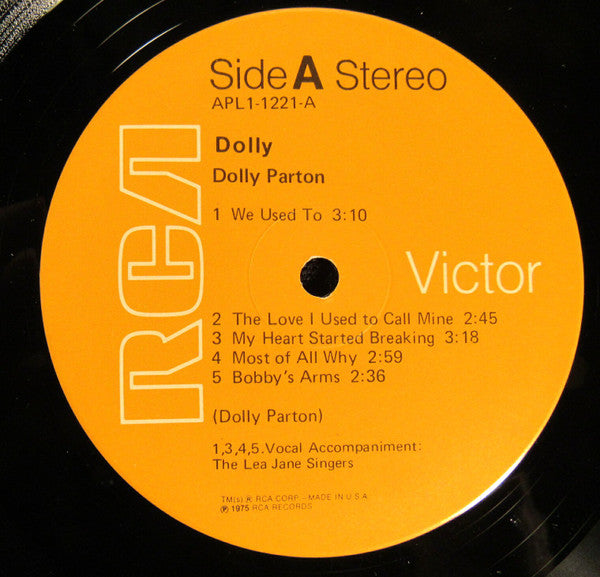 Side A Stereo
APL1-1221-A
Dolly
Dolly Parton
1 We Used To 3:10
RCA
Victor
2 The Love I Used to Call Mine 2:45
3 My Heart Started Breaking 3:18
4 Most of All Why 2:59
5 Bobby's Arms 2:36
(Dolly Parton)
1,3,4,5.Vocal Accompaniment:
The Lea Jane Singers
TM(s) ® RCA CORP. - MADE IN U.S.A.
℗ 1975 RCA RECORDS